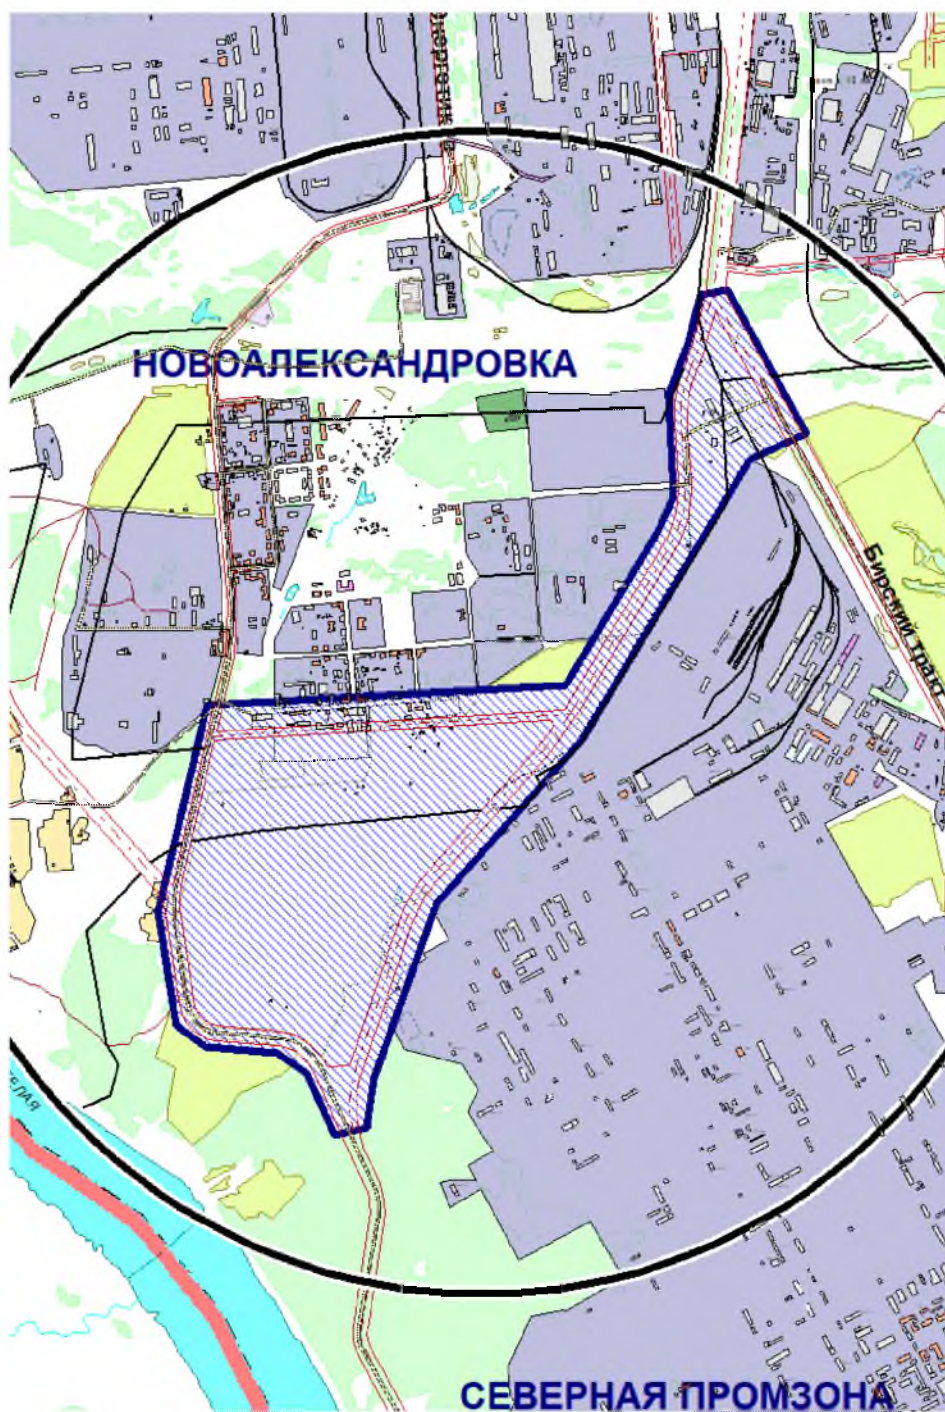 НОВОАЛЕКСАНДРОВКА
Бирский тракт
СЕВЕРНАЯ ПРОМЗОНА